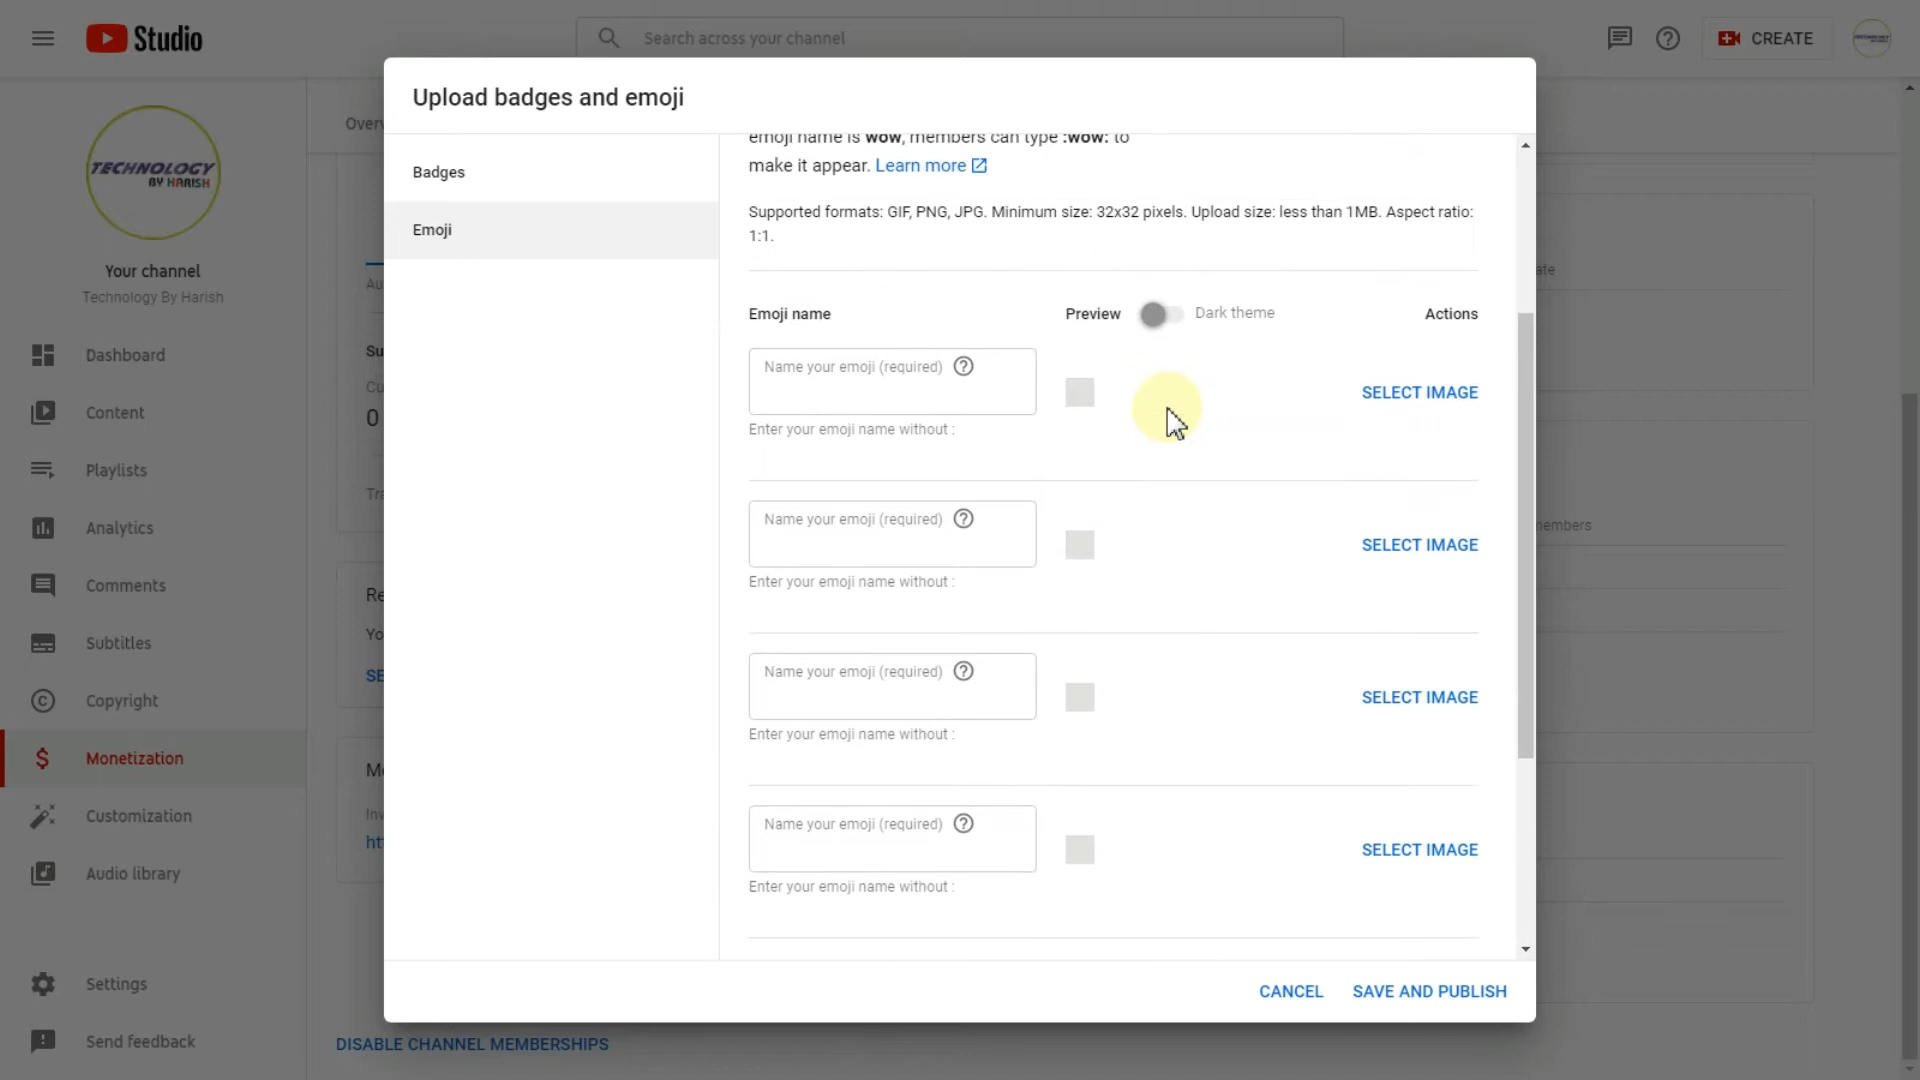 Studio
Search across your channel
CREATE
TECHNOLOGY
BY HARISH
Your channel
Technology By Harish
Dashboard
Content
Playlists
Analytics
Comments
Subtitles
Copyright
Monetization
Customization
Audio library
Settings
Send feedback
Upload badges and emoji
Badges
Emoji
emoji name is wow, members can type :wow: to
make it appear. Learn more
Supported formats: GIF, PNG, JPG. Minimum size: 32x32 pixels. Upload size: less than 1MB. Aspect ratio:
1:1.
Emoji name
Preview
Dark theme
Actions
Name your emoji (required)
SELECT IMAGE
Enter your emoji name without :
Name your emoji (required)
SELECT IMAGE
Enter your emoji name without :
Name your emoji (required)
SELECT IMAGE
Enter your emoji name without :
Name your emoji (required)
SELECT IMAGE
Enter your emoji name without :
CANCEL
SAVE AND PUBLISH
0
DISABLE CHANNEL MEMBERSHIPS